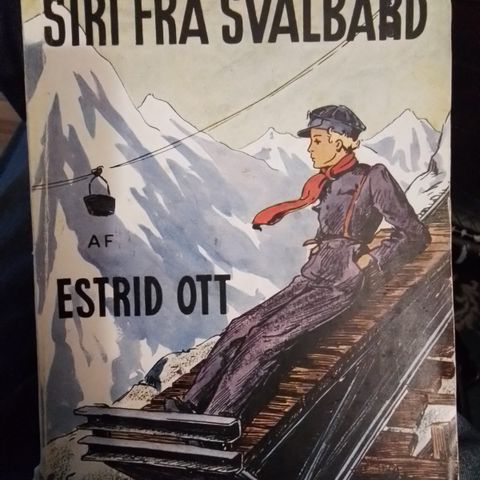 SIRI FRA SVALBARD
AF
ESTRID OTT